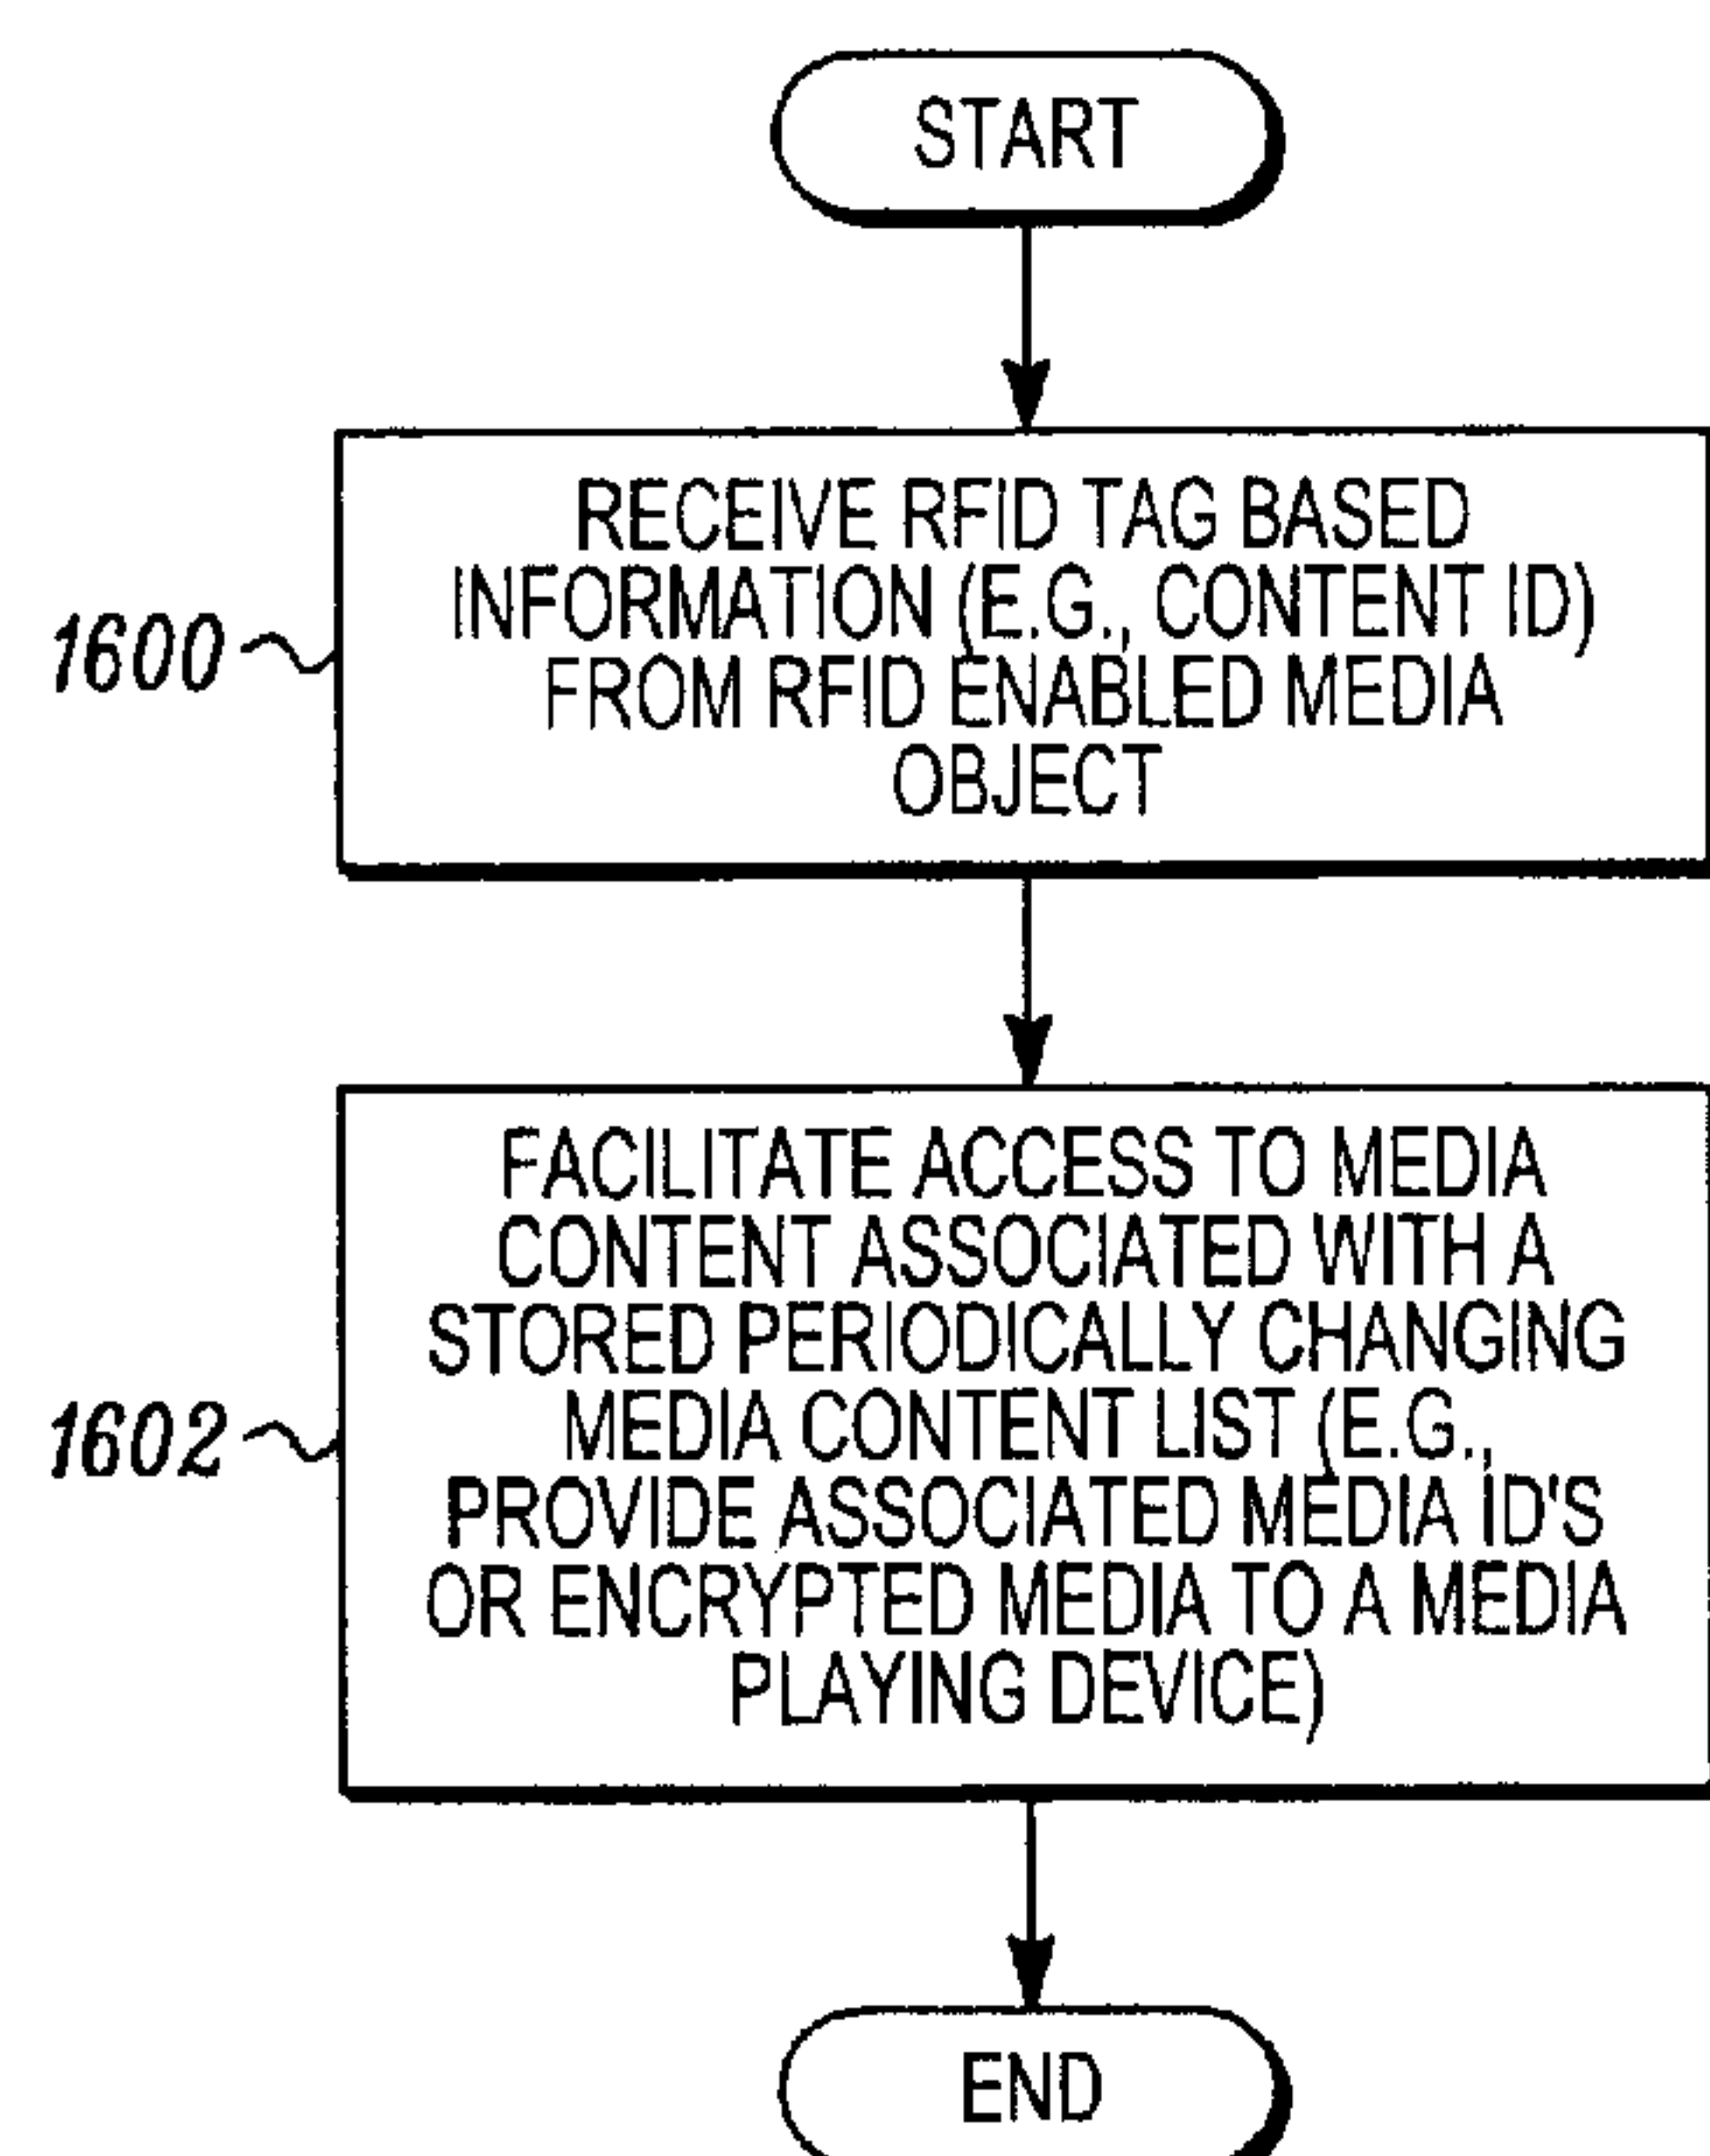 START
RECEIVE RFID TAG BASED
INFORMATION (E.G., CONTENT ID)
FROM RFID ENABLED MEDIA
OBJECT
1600
FACILITATE ACCESS TO MEDIA
CONTENT ASSOCIATED WITH A
STORED PERIODICALLY CHANGING
MEDIA CONTENT LIST (E.G.,
PROVIDE ASSOCIATED MEDIA ID'S
OR ENCRYPTED MEDIA TO A MEDIA
PLAYING DEVICE)
1602
END